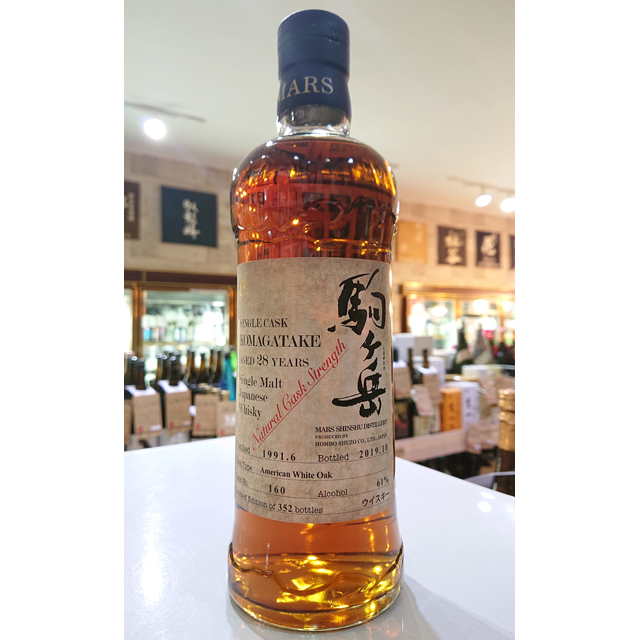 MARS
SINGLE CASK
KOMAGATAKE
AGED 28 YEARS
Single Malt
Japanese
Whisky
Natural Cask Strength
駒ヶ岳
MARS SHINSHU DISTILLERY
PRODUCED BY
HOMBO SHUZO CO., LTD., JAPAN
1991.6 Bottled 2019.10
Type American White Oak
No. 160 Alcohol 61%
Edition of 352 bottles ウイスキー